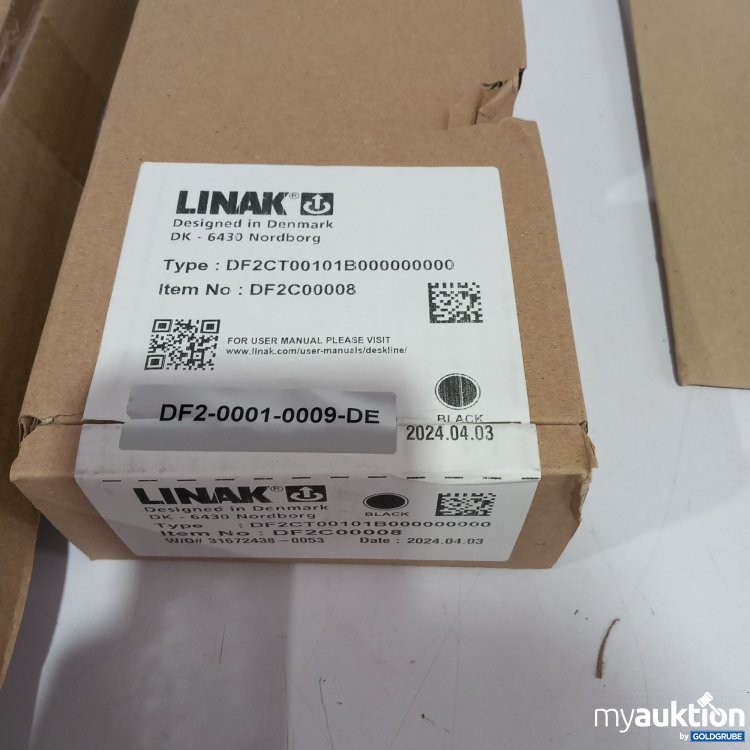 LINAK®
Designed in Denmark
DK - 6430 Nordborg
Type : DF2CT00101B000000000
Item No : DF2C00008
FOR USER MANUAL PLEASE VISIT
www.linak.com/user-manuals/deskline/
DF2-0001-0009-DE
BLACK
2024.04.03
LINAK®
Designed in Denmark
DK - 6430 Nordborg
BLACK
Type : DF2CT00101B000000000
Item No : DF2C00008
W/O# 31672438-0053 Date : 2024.04.03
myauktion
by GOLDGRUBE